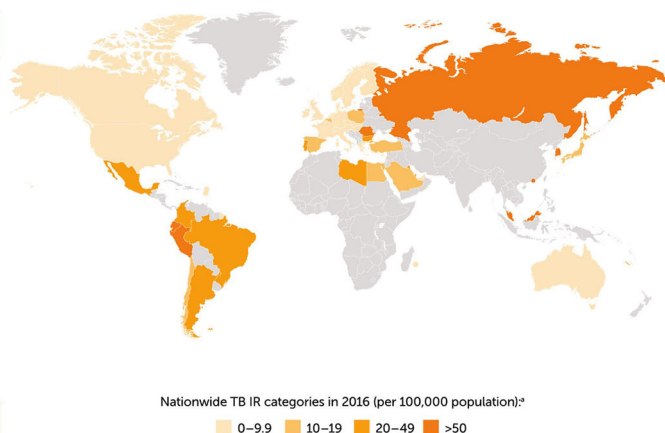 Nationwide TB IR categories in 2016 (per 100,000 population):ª
0–9.9 10–19 20–49 >50